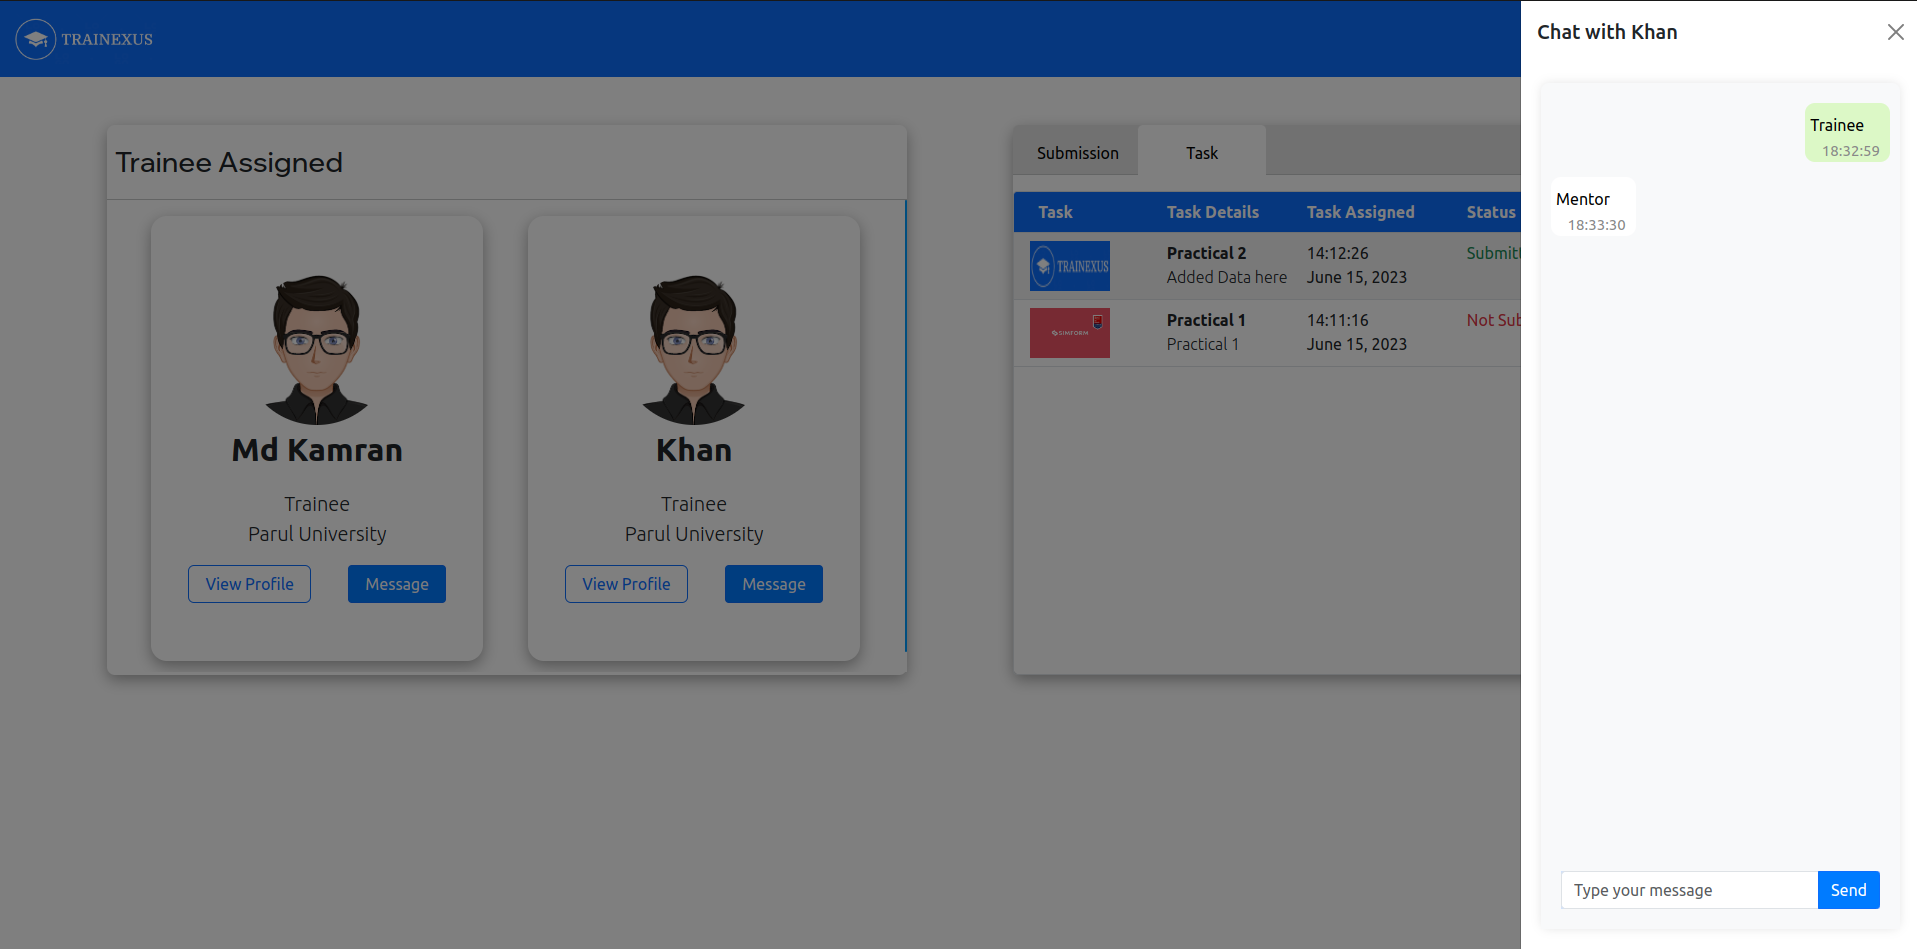 TRAINEXUS
Trainee Assigned
Md Kamran
Trainee
Parul University
View Profile
Message
Khan
Trainee
Parul University
View Profile
Message
Submission
Task
Task
Task Details
Task Assigned
Status
TRAINEXUS
Practical 2
Added Data here
14:12:26
June 15, 2023
Submitt
SIMFORM
Practical 1
Practical 1
14:11:16
June 15, 2023
Not Sub
Chat with Khan
Trainee
18:32:59
Mentor
18:33:30
Type your message
Send